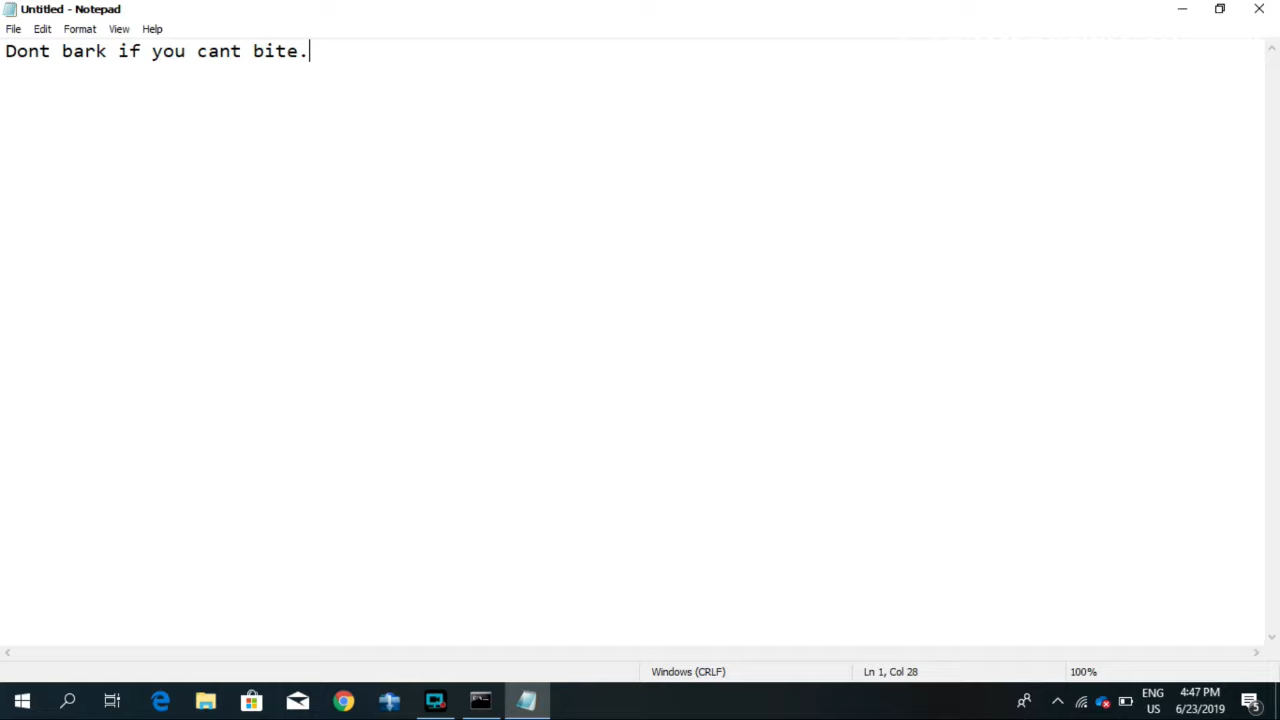 Untitled - Notepad
File Edit Format View Help
Dont bark if you cant bite.
Windows (CRLF) Ln 1, Col 28 100%
ENG 4:47 PM
US 6/23/2019 5